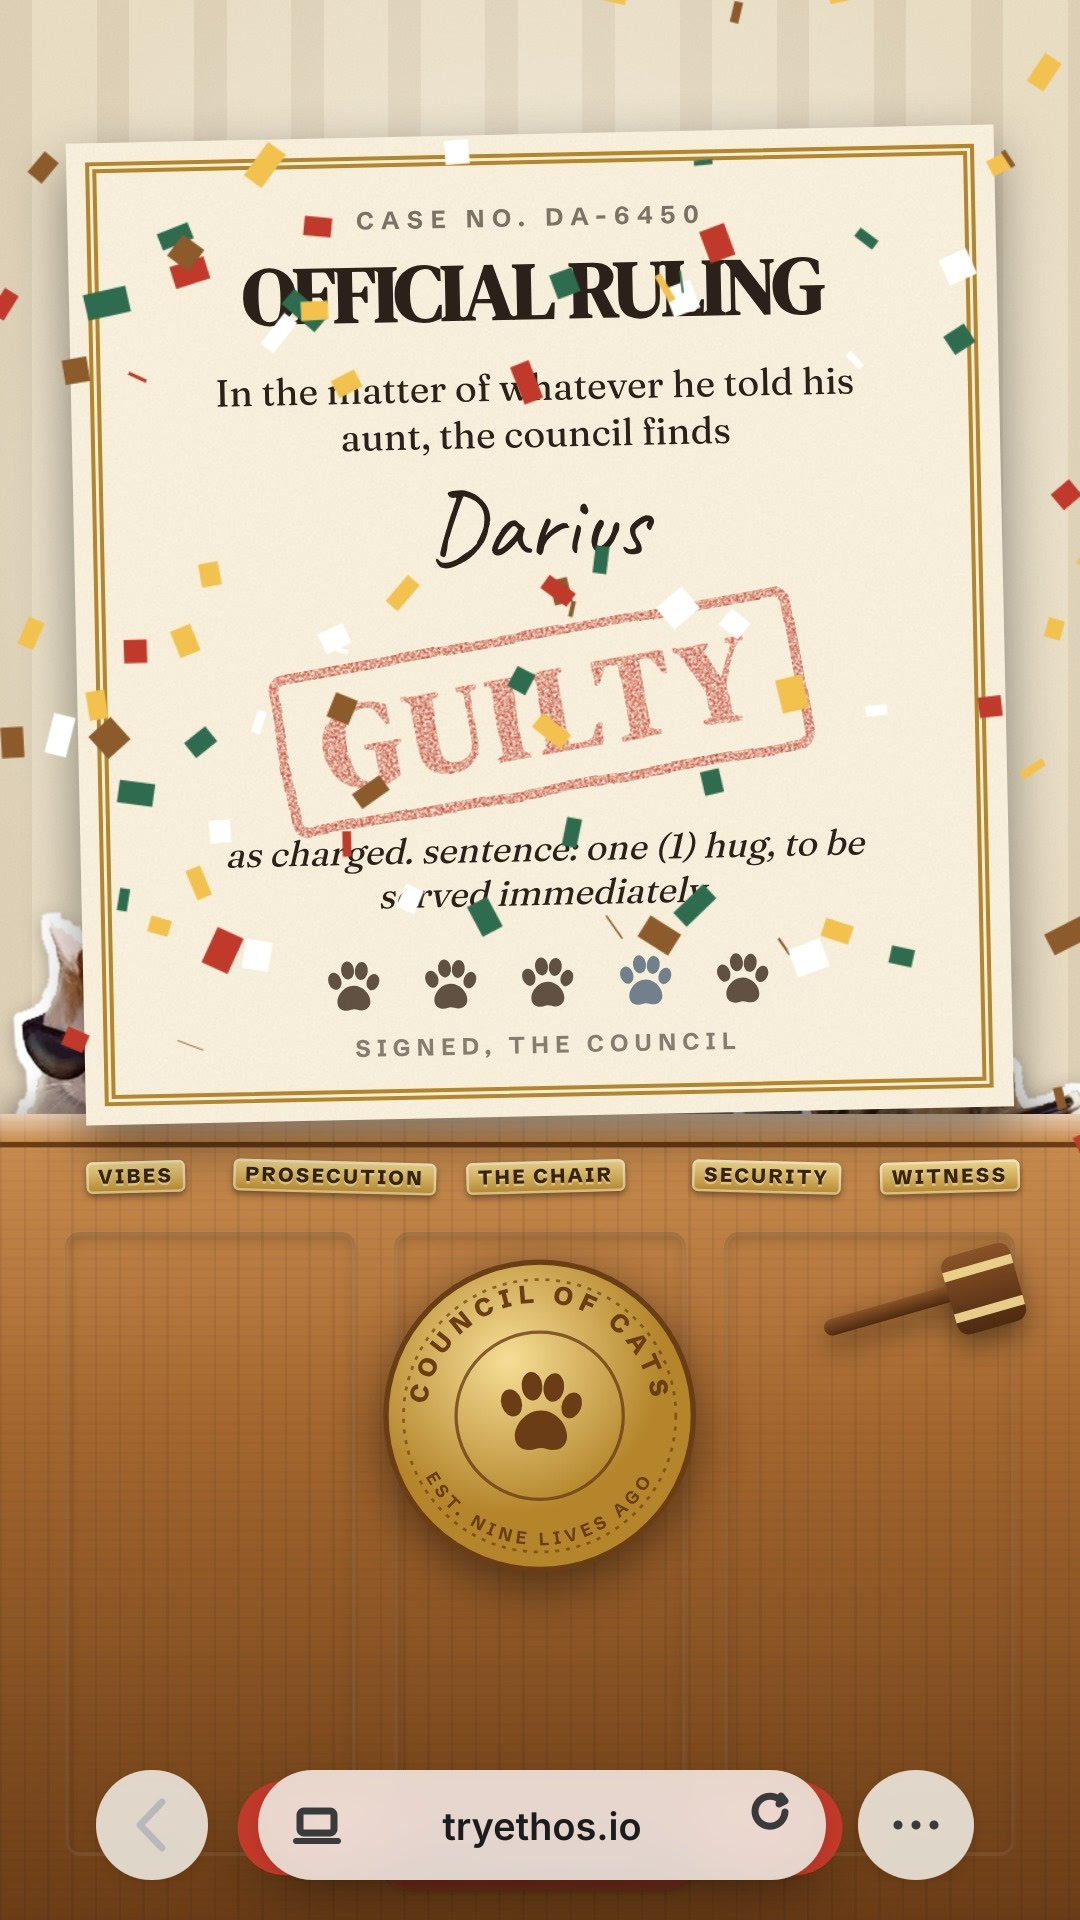 CASE NO. DA-6450
OFFICIAL RULING
In the matter of whatever he told his
aunt, the council finds
Darius
GUILTY
as charged. sentence: one (1) hug, to be
served immediately.
SIGNED, THE COUNCIL
VIBES
PROSECUTION
THE CHAIR
SECURITY
WITNESS
COUNCIL OF CATS
EST. NINE LIVES AGO
tryethos.io